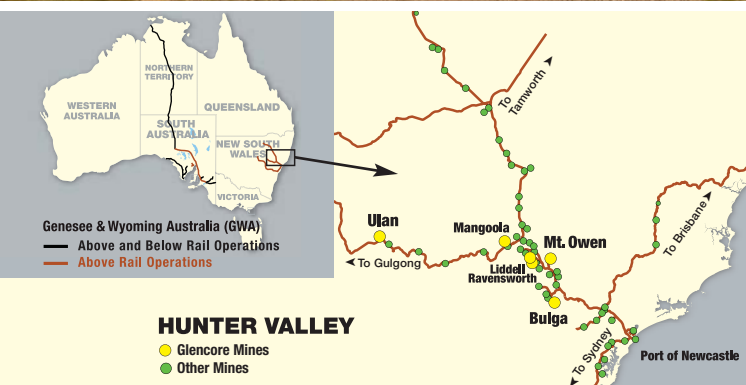 NORTHERN
TERRITORY
WESTERN
AUSTRALIA
QUEENSLAND
SOUTH
AUSTRALIA
NEW SOUTH
WALES
VICTORIA
Genesee & Wyoming Australia (GWA)
Above and Below Rail Operations
Above Rail Operations
To
Tamworth
To Brisbane
Ulan
Mangoola
Mt. Owen
To Gulgong
Liddell
Ravensworth
Bulga
To Sydney
Port of Newcastle
HUNTER VALLEY
Glencore Mines
Other Mines